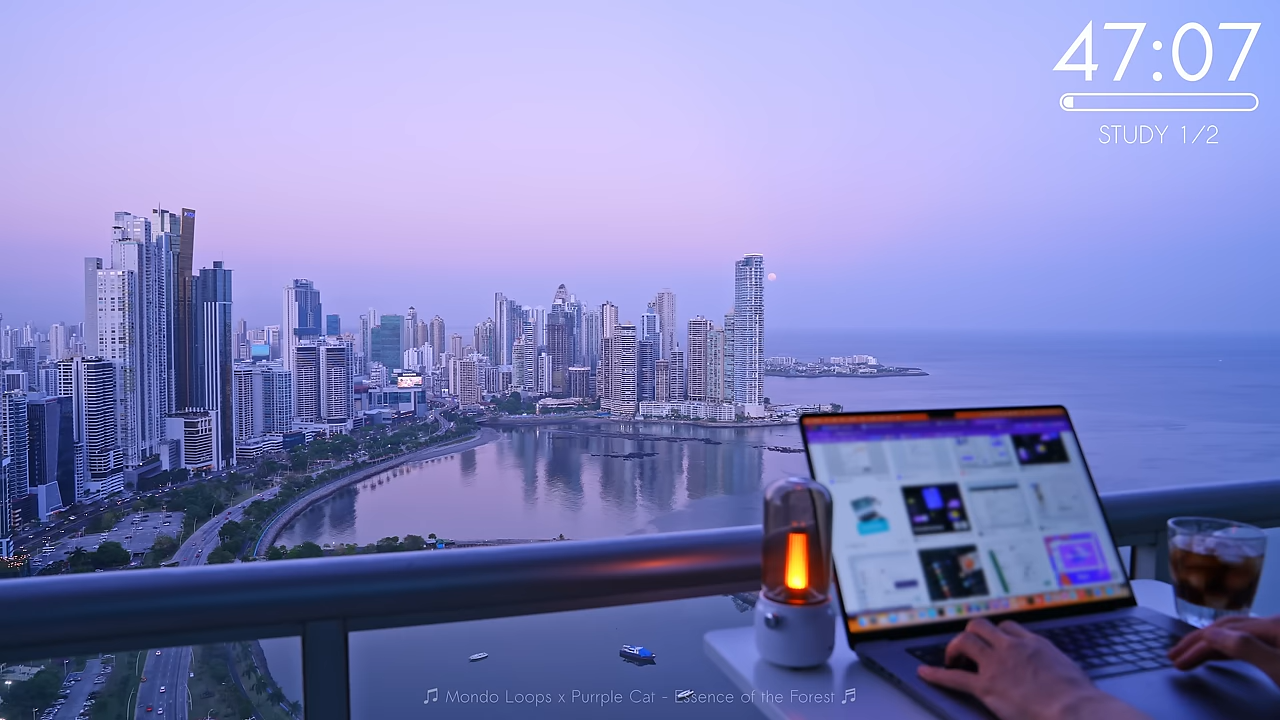 47:07
STUDY 1/2
♫ Mondo Loops x Purrple Cat - Essence of the Forest ♫